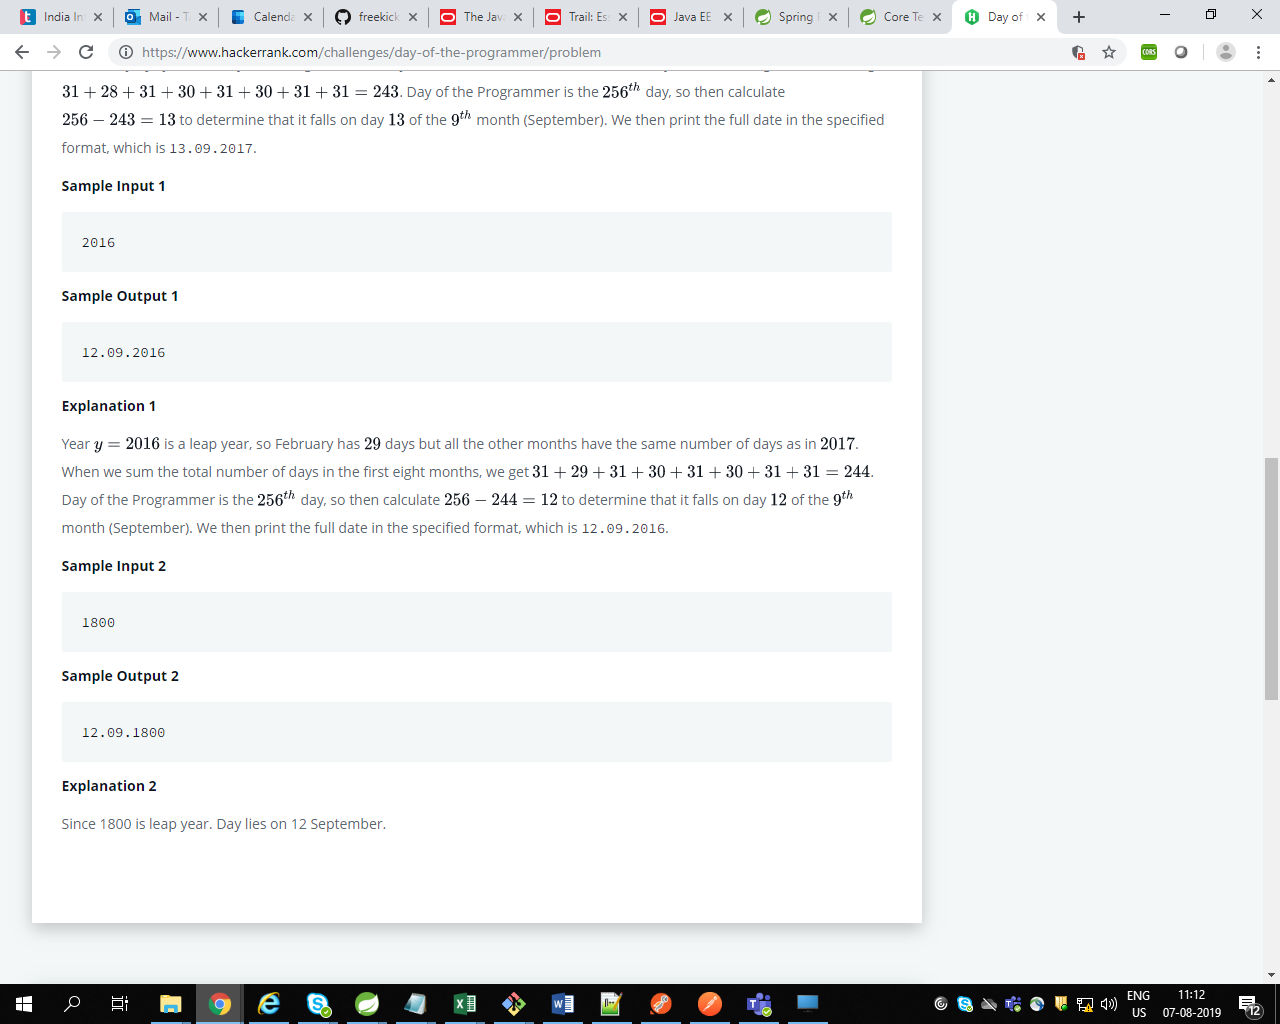 India In
Mail - T
Calenda
freekick
The Java
Trail: Ess
Java EE
Spring
Core Te
Day of
https://www.hackerrank.com/challenges/day-of-the-programmer/problem
CORS
31 + 28 + 31 + 30 + 31 + 30 + 31 + 31 = 243. Day of the Programmer is the 256th day, so then calculate
256 − 243 = 13 to determine that it falls on day 13 of the 9th month (September). We then print the full date in the specified
format, which is 13.09.2017.
Sample Input 1
2016
Sample Output 1
12.09.2016
Explanation 1
Year y = 2016 is a leap year, so February has 29 days but all the other months have the same number of days as in 2017.
When we sum the total number of days in the first eight months, we get 31 + 29 + 31 + 30 + 31 + 30 + 31 + 31 = 244.
Day of the Programmer is the 256th day, so then calculate 256 − 244 = 12 to determine that it falls on day 12 of the 9th
month (September). We then print the full date in the specified format, which is 12.09.2016.
Sample Input 2
1800
Sample Output 2
12.09.1800
Explanation 2
Since 1800 is leap year. Day lies on 12 September.
ENG
US
11:12
07-08-2019
12